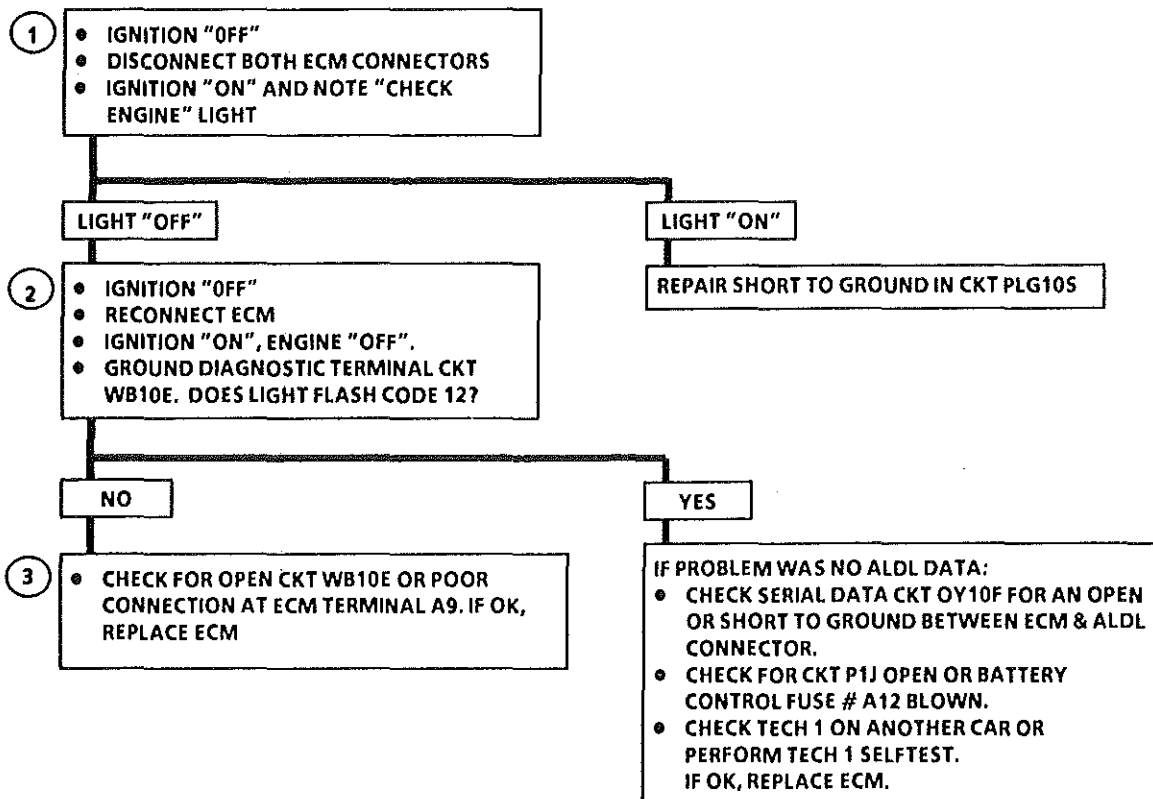 1
• IGNITION "OFF"
• DISCONNECT BOTH ECM CONNECTORS
• IGNITION "ON" AND NOTE "CHECK
ENGINE" LIGHT
LIGHT "OFF"
LIGHT "ON"
REPAIR SHORT TO GROUND IN CKT PLG10S
2
• IGNITION "OFF"
• RECONNECT ECM
• IGNITION "ON", ENGINE "OFF".
• GROUND DIAGNOSTIC TERMINAL CKT
WB10E. DOES LIGHT FLASH CODE 12?
NO
YES
3
• CHECK FOR OPEN CKT WB10E OR POOR
CONNECTION AT ECM TERMINAL A9. IF OK,
REPLACE ECM
IF PROBLEM WAS NO ALDL DATA:
• CHECK SERIAL DATA CKT OY10F FOR AN OPEN
OR SHORT TO GROUND BETWEEN ECM & ALDL
CONNECTOR.
• CHECK FOR CKT P1J OPEN OR BATTERY
CONTROL FUSE # A12 BLOWN.
• CHECK TECH 1 ON ANOTHER CAR OR
PERFORM TECH 1 SELFTEST.
IF OK, REPLACE ECM.